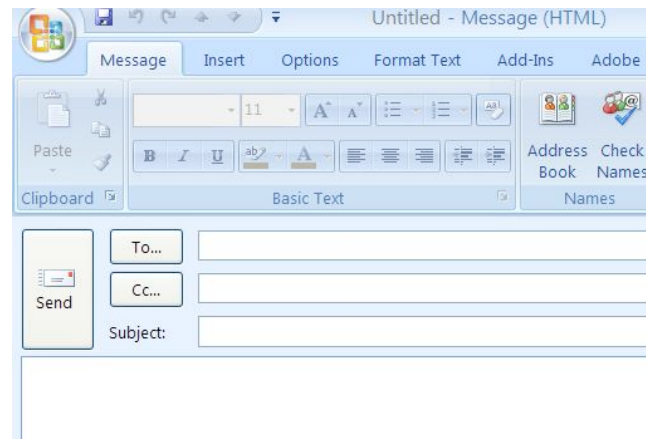 Untitled - Message (HTML)
Message Insert Options Format Text Add-Ins Adobe
11 A A
Paste B I U ab A Address Check
Book Names
Clipboard Basic Text Names
To...
Cc...
Send
Subject: